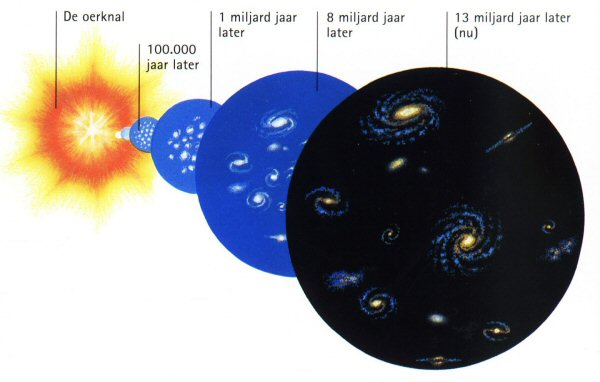 De oerknal
100.000
jaar later
1 miljard jaar
later
8 miljard jaar
later
13 miljard jaar later
(nu)